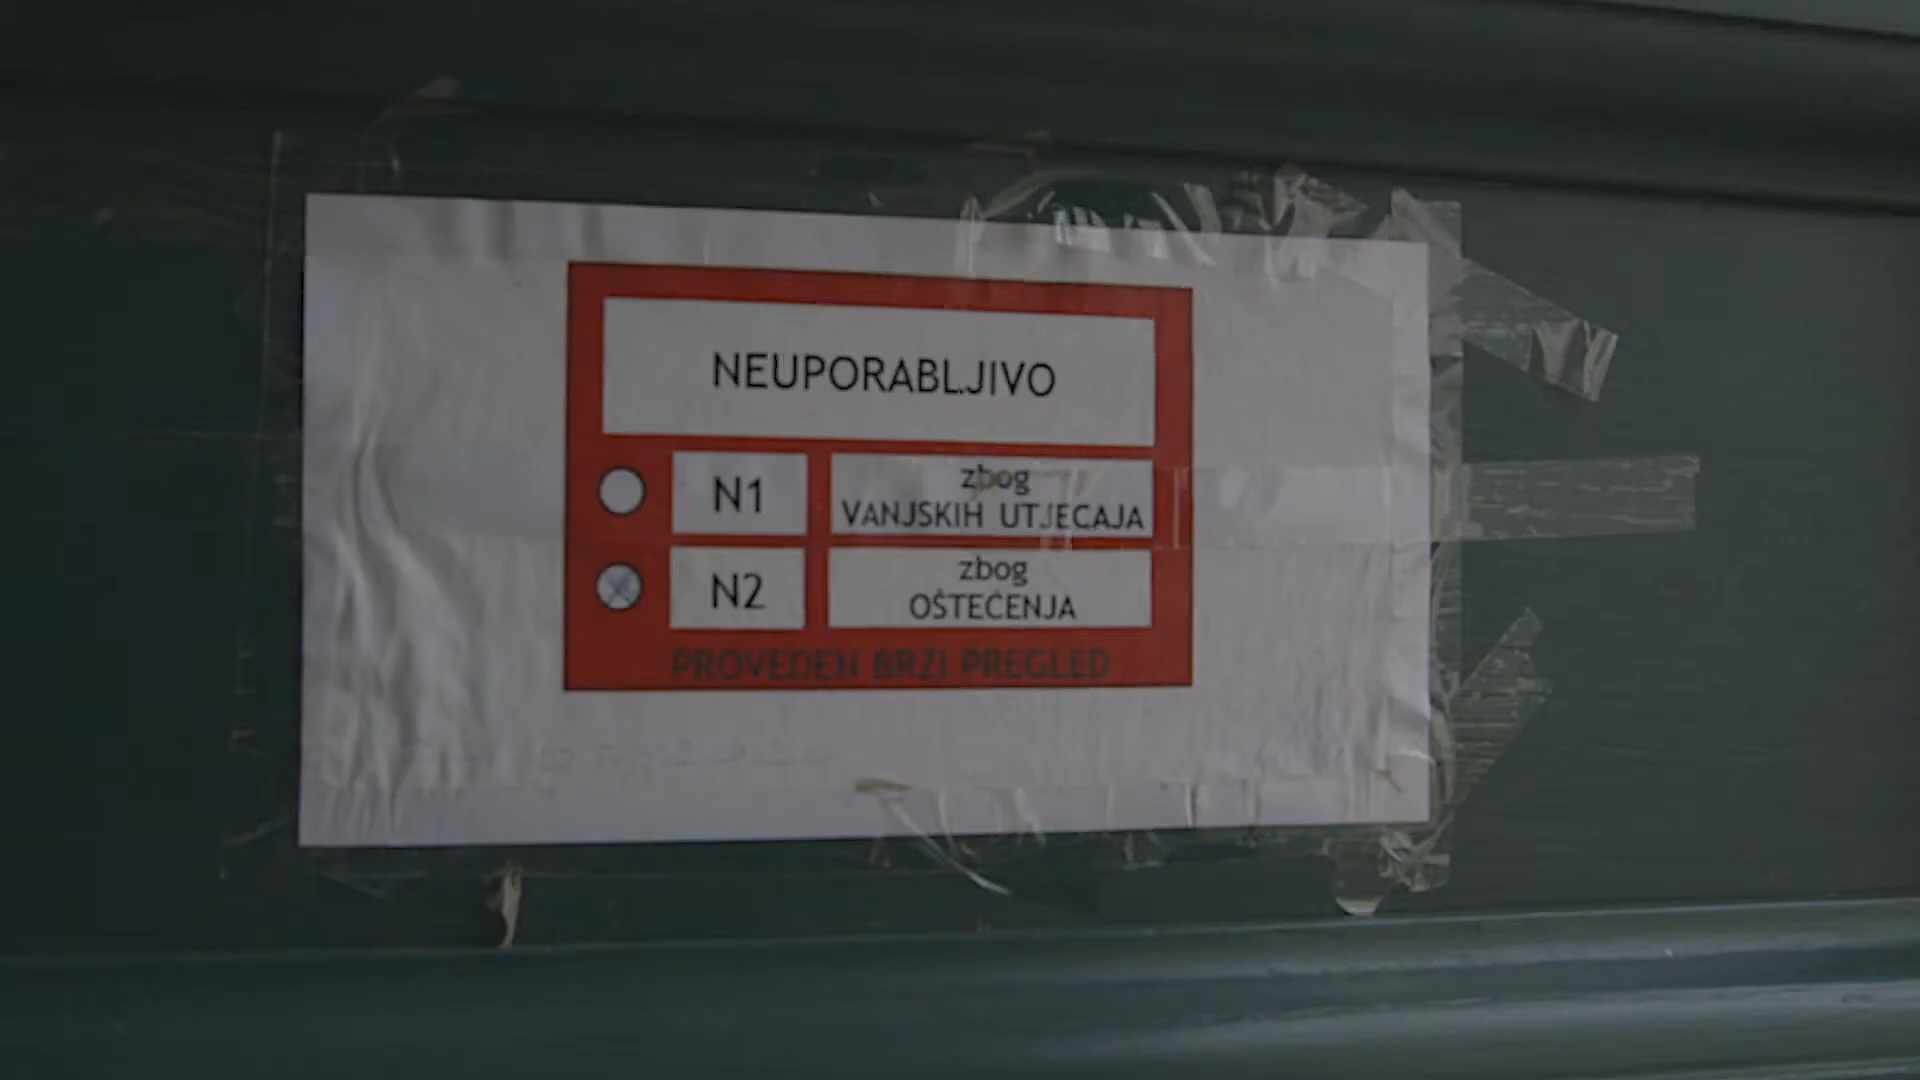 NEUPORABLJIVO
N1
zbog
VANJSKIH UTJECAJA
N2
zbog
OŠTEĆENJA
PROVEDEN BRZI PREGLED